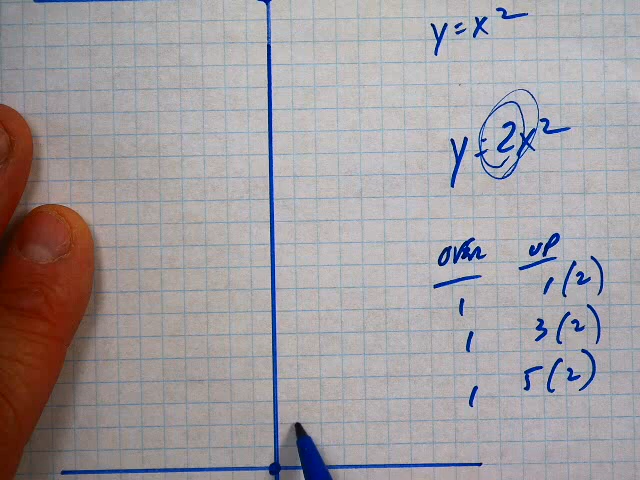 y = x²
y = 2x²
OVER UP
1 1(2)
1 3(2)
1 5(2)